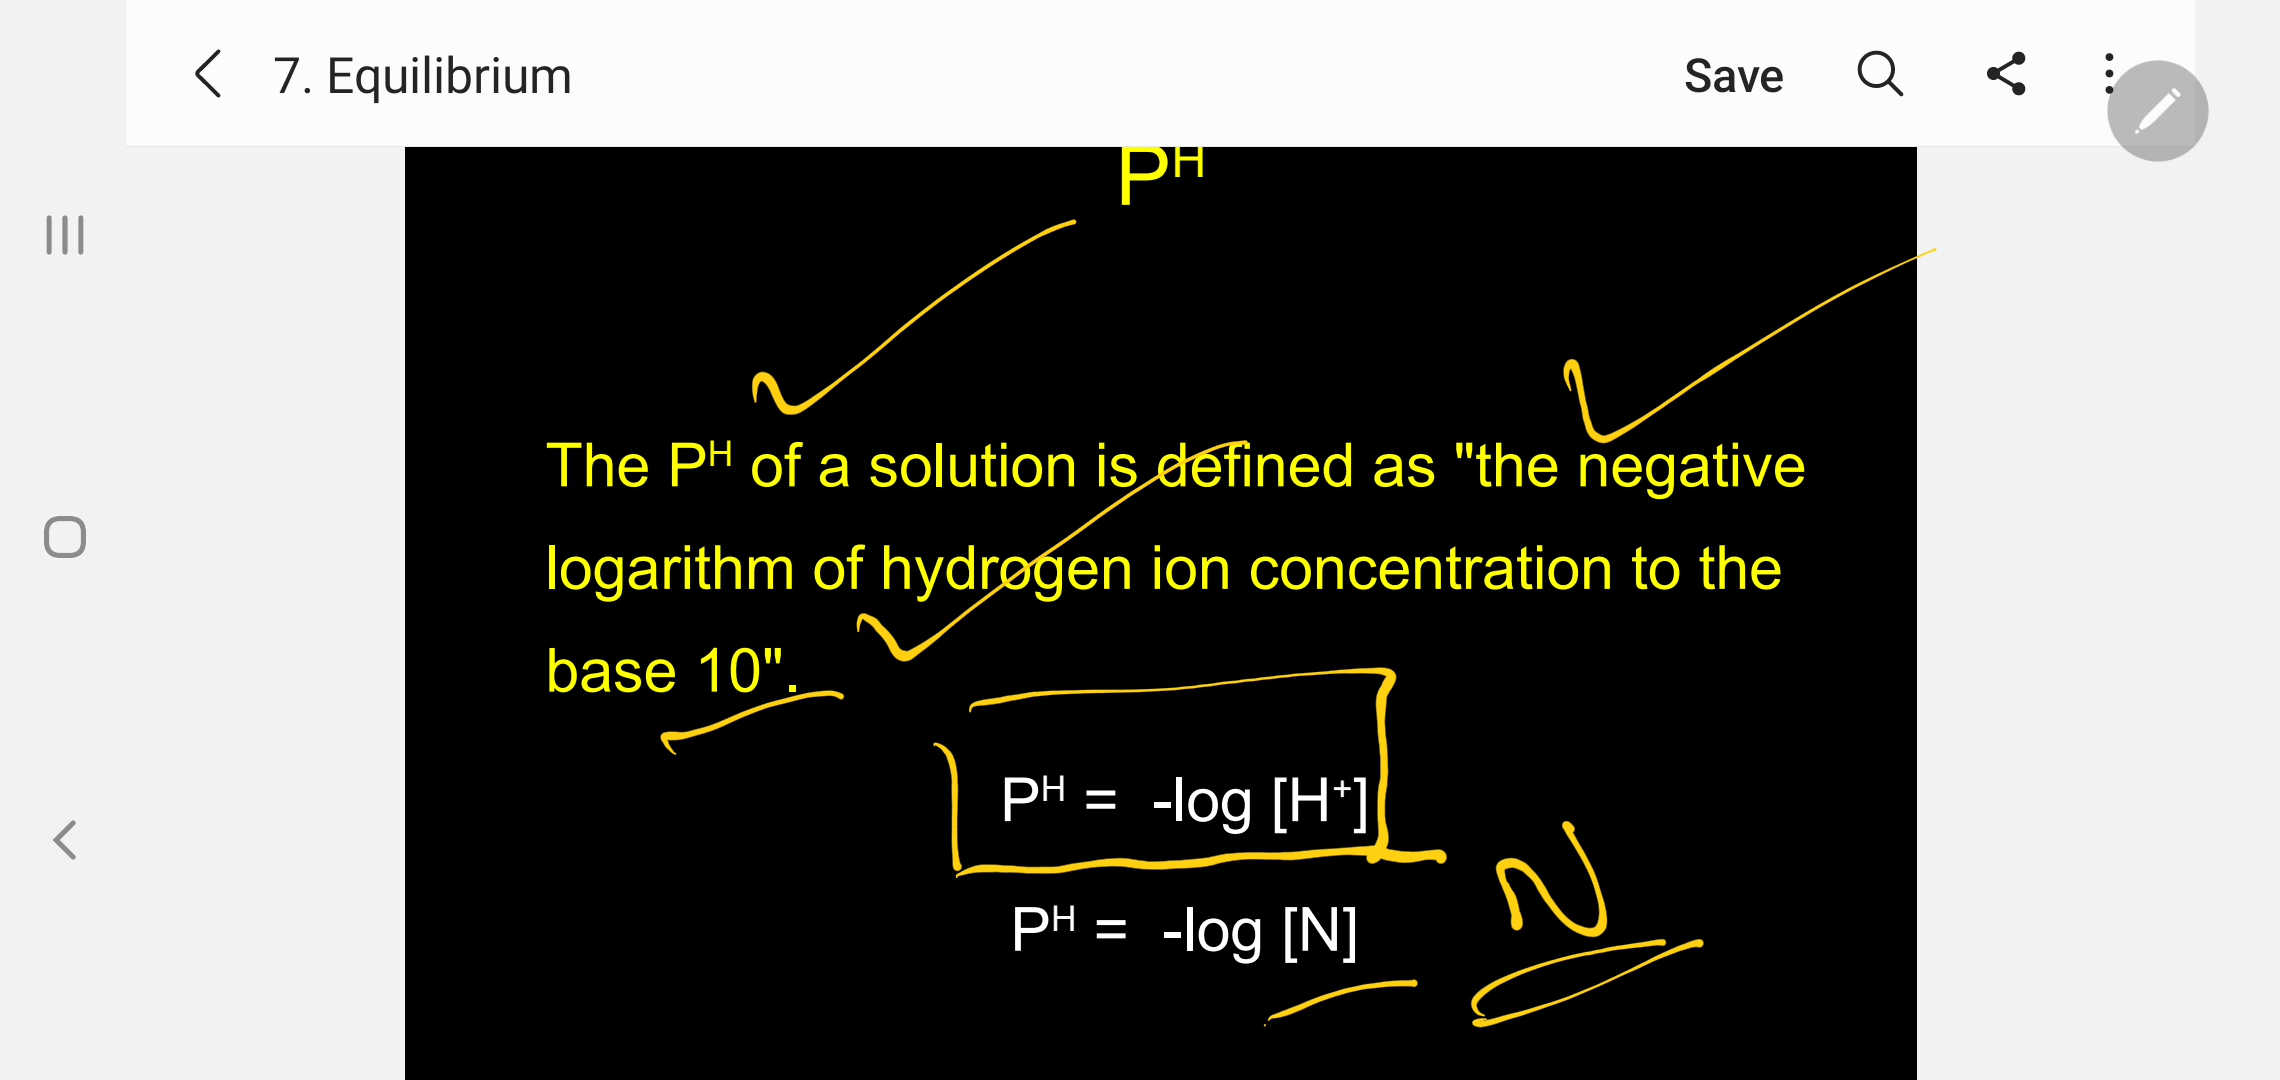 7. Equilibrium
Save
Pᴴ
The Pᴴ of a solution is defined as "the negative
logarithm of hydrogen ion concentration to the
base 10".
Pᴴ = -log [H⁺]
Pᴴ = -log [N]
N